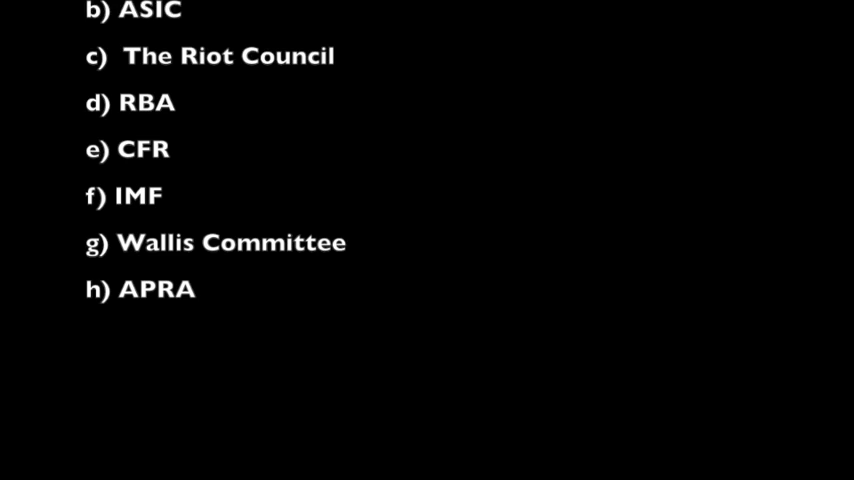 b) ASIC
c) The Riot Council
d) RBA
e) CFR
f) IMF
g) Wallis Committee
h) APRA